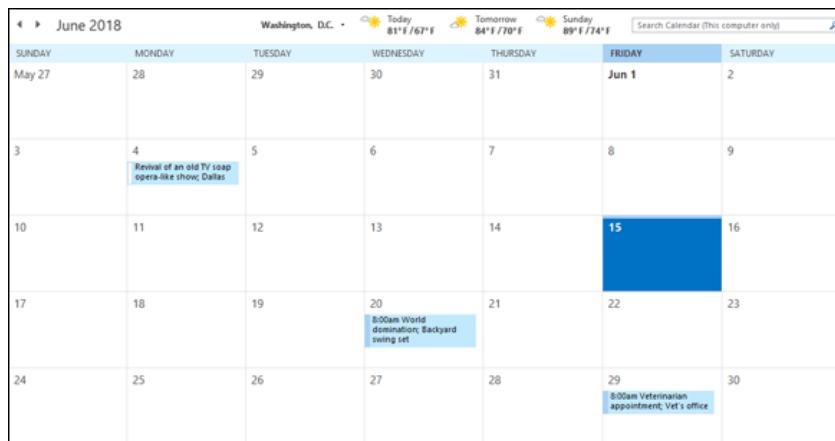 June 2018
Washington, D.C.
Today
81°F/67°F
Tomorrow
84°F/70°F
Sunday
89°F/74°F
Search Calendar (This computer only)
SUNDAY MONDAY TUESDAY WEDNESDAY THURSDAY FRIDAY SATURDAY
May 27 28 29 30 31 Jun 1 2
3 4 5 6 7 8 9
Revival of an old TV soap
opera-like show; Dallas
10 11 12 13 14 15 16
17 18 19 20 21 22 23
8:00am World
domination; Backyard
swing set
24 25 26 27 28 29 30
8:00am Veterinarian
appointment; Vet's office